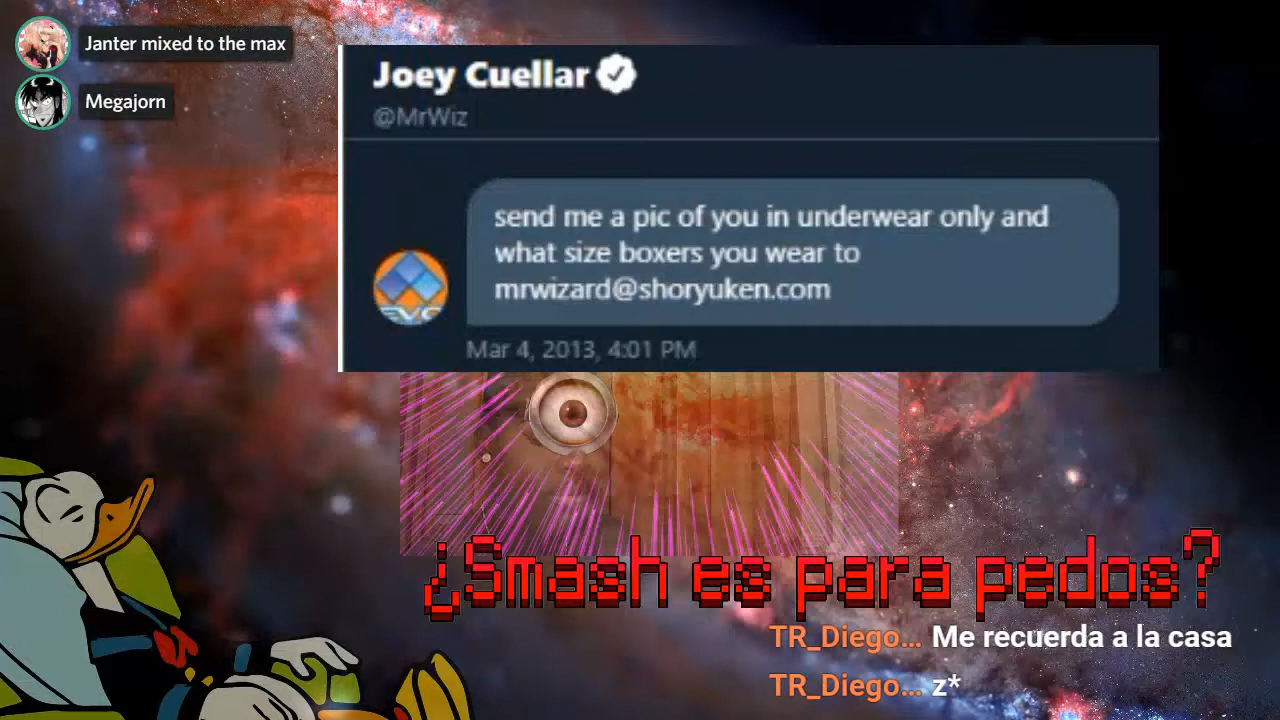 Janter mixed to the max
Megajorn
Joey Cuellar
@MrWiz
send me a pic of you in underwear only and
what size boxers you wear to
mrwizard@shoryuken.com
EVO
Mar 4, 2013, 4:01 PM
¿Smash es para pedos?
TR_Diego... Me recuerda a la casa
TR_Diego... z*